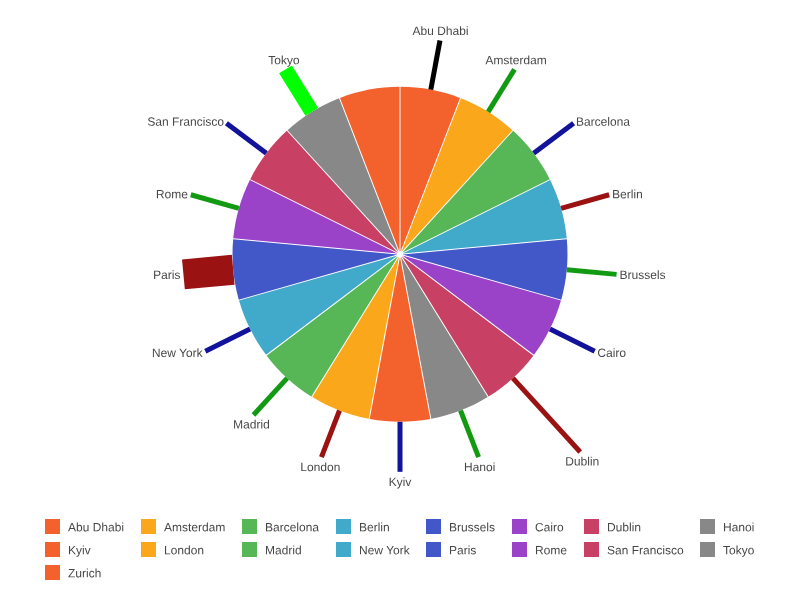 Abu Dhabi
Tokyo
Amsterdam
San Francisco
Barcelona
Rome
Berlin
Paris
Brussels
New York
Cairo
Madrid
Dublin
London
Hanoi
Kyiv
Abu Dhabi Amsterdam Barcelona Berlin Brussels Cairo Dublin Hanoi
Kyiv London Madrid New York Paris Rome San Francisco Tokyo
Zurich